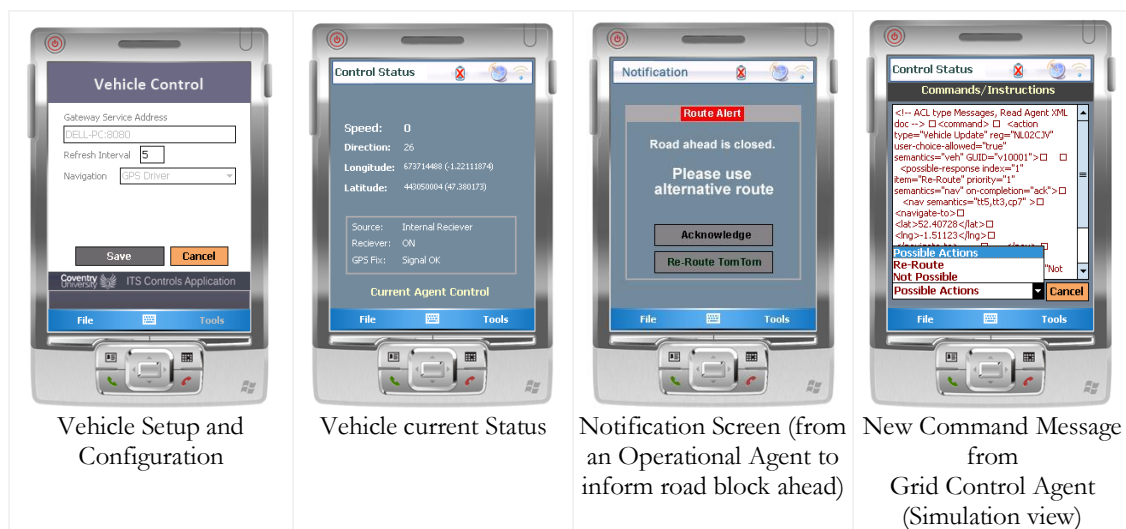 Vehicle Control
Gateway Service Address
DELL-PC:8080
Refresh Interval 5
Navigation GPS Driver
Save Cancel
Coventry University ITS Controls Application
File Tools
Vehicle Setup and
Configuration
Control Status
Speed: 0
Direction: 26
Longitude: 673714488 (-1.22111874)
Latitude: 443050004 (47.380173)
Source: Internal Reciever
Reciever: ON
GPS Fix: Signal OK
Current Agent Control
File Tools
Vehicle current Status
Notification
Route Alert
Road ahead is closed.
Please use
alternative route
Acknowledge
Re-Route TomTom
File Tools
Notification Screen (from
an Operational Agent to
inform road block ahead)
Control Status
Commands/Instructions
<!-- ACL type Messages, Read Agent XML
doc --> □<command> □ <action
type="Vehicle Update" reg="NL02CJV"
user-choice-allowed="true"
semantics="veh" GUID="v10001">□ □
<possible-response index="1"
item="Re-Route" priority="1"
semantics="nav" on-completion="ack">□
<nav semantics="tt5,tt3,cp7" >□
<navigate-to>□
<lat>52.40728</lat>□
<lng>-1.51123</lng>□
Possible Actions
Re-Route
"Not
Not Possible
Possible Actions Cancel
File Tools
New Command Message
from
Grid Control Agent
(Simulation view)